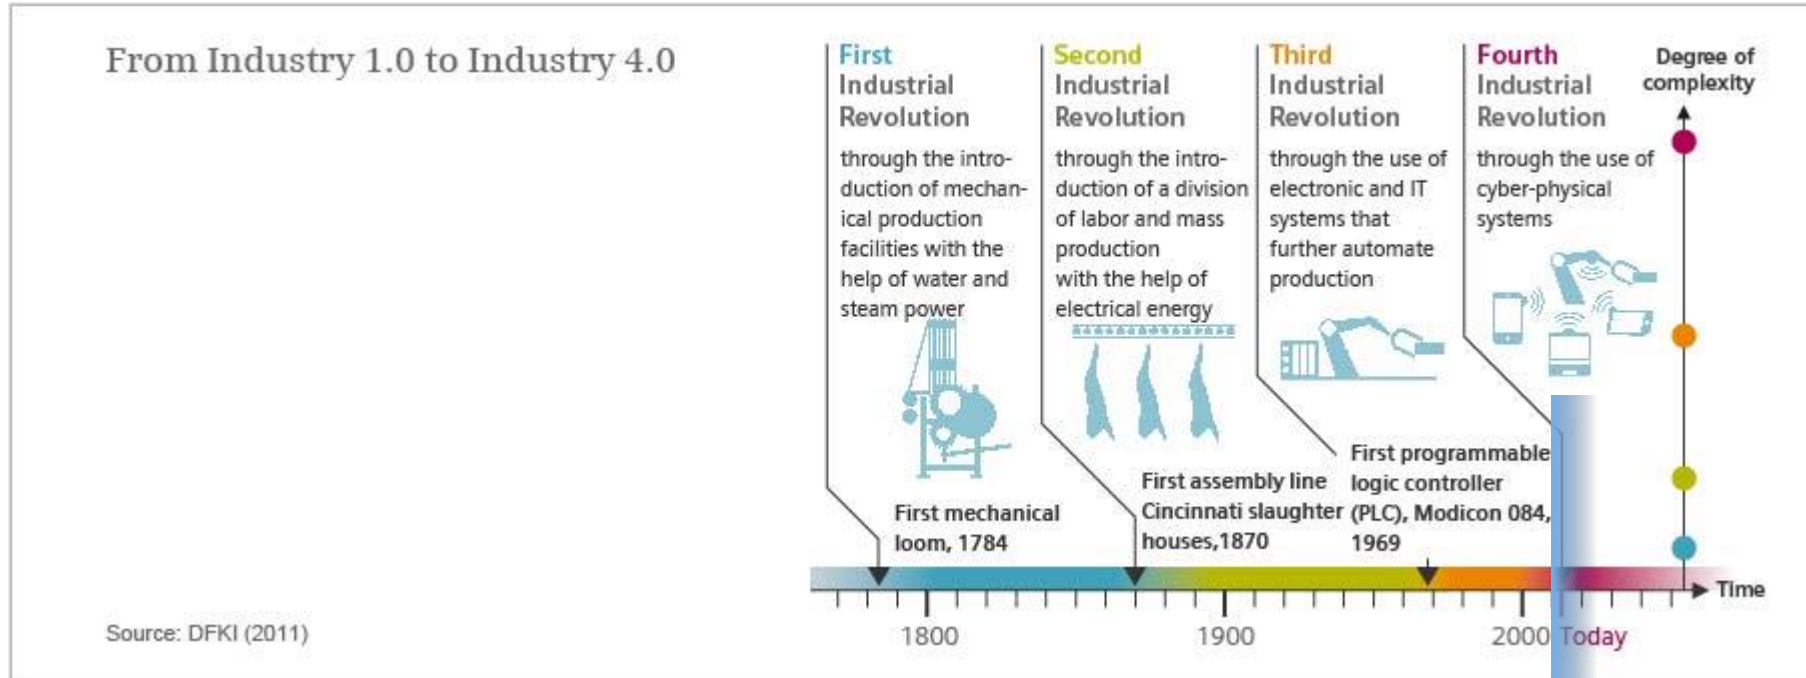 From Industry 1.0 to Industry 4.0
First
Industrial
Revolution
through the intro-
duction of mechan-
ical production
facilities with the
help of water and
steam power
First mechanical
loom, 1784
Second
Industrial
Revolution
through the intro-
duction of a division
of labor and mass
production
with the help of
electrical energy
First assembly line
Cincinnati slaughter
houses,1870
Third
Industrial
Revolution
through the use of
electronic and IT
systems that
further automate
production
First programmable
logic controller
(PLC), Modicon 084,
1969
Fourth
Industrial
Revolution
through the use of
cyber-physical
systems
Degree of
complexity
Time
1800
1900
2000
Today
Source: DFKI (2011)